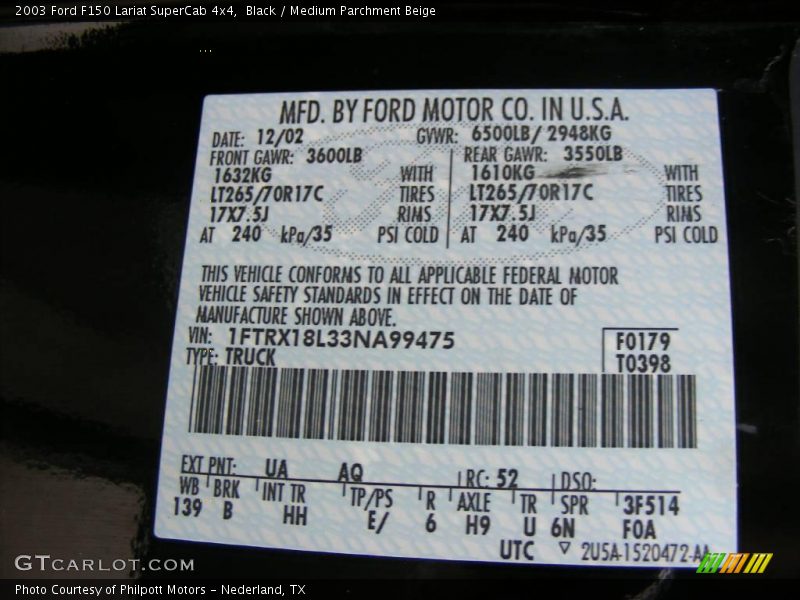 2003 Ford F150 Lariat SuperCab 4x4, Black / Medium Parchment Beige
...
MFD. BY FORD MOTOR CO. IN U.S.A.
DATE: 12/02 GVWR: 6500LB/ 2948KG
FRONT GAWR: 3600LB REAR GAWR: 3550LB
1632KG WITH 1610KG WITH
LT265/70R17C TIRES LT265/70R17C TIRES
17X7.5J RIMS 17X7.5J RIMS
AT 240 kPa/35 PSI COLD AT 240 kPa/35 PSI COLD
THIS VEHICLE CONFORMS TO ALL APPLICABLE FEDERAL MOTOR
VEHICLE SAFETY STANDARDS IN EFFECT ON THE DATE OF
MANUFACTURE SHOWN ABOVE.
VIN: 1FTRX18L33NA99475 F0179
TYPE: TRUCK T0398
EXT PNT: UA AQ RC: 52 DSO:
WB BRK INT TR TP/PS R AXLE TR SPR 3F514
139 B HH E/ 6 H9 U 6N F0A
UTC ▽ 2U5A-1520472-AA
GTcarlot.com
Photo Courtesy of Philpott Motors - Nederland, TX